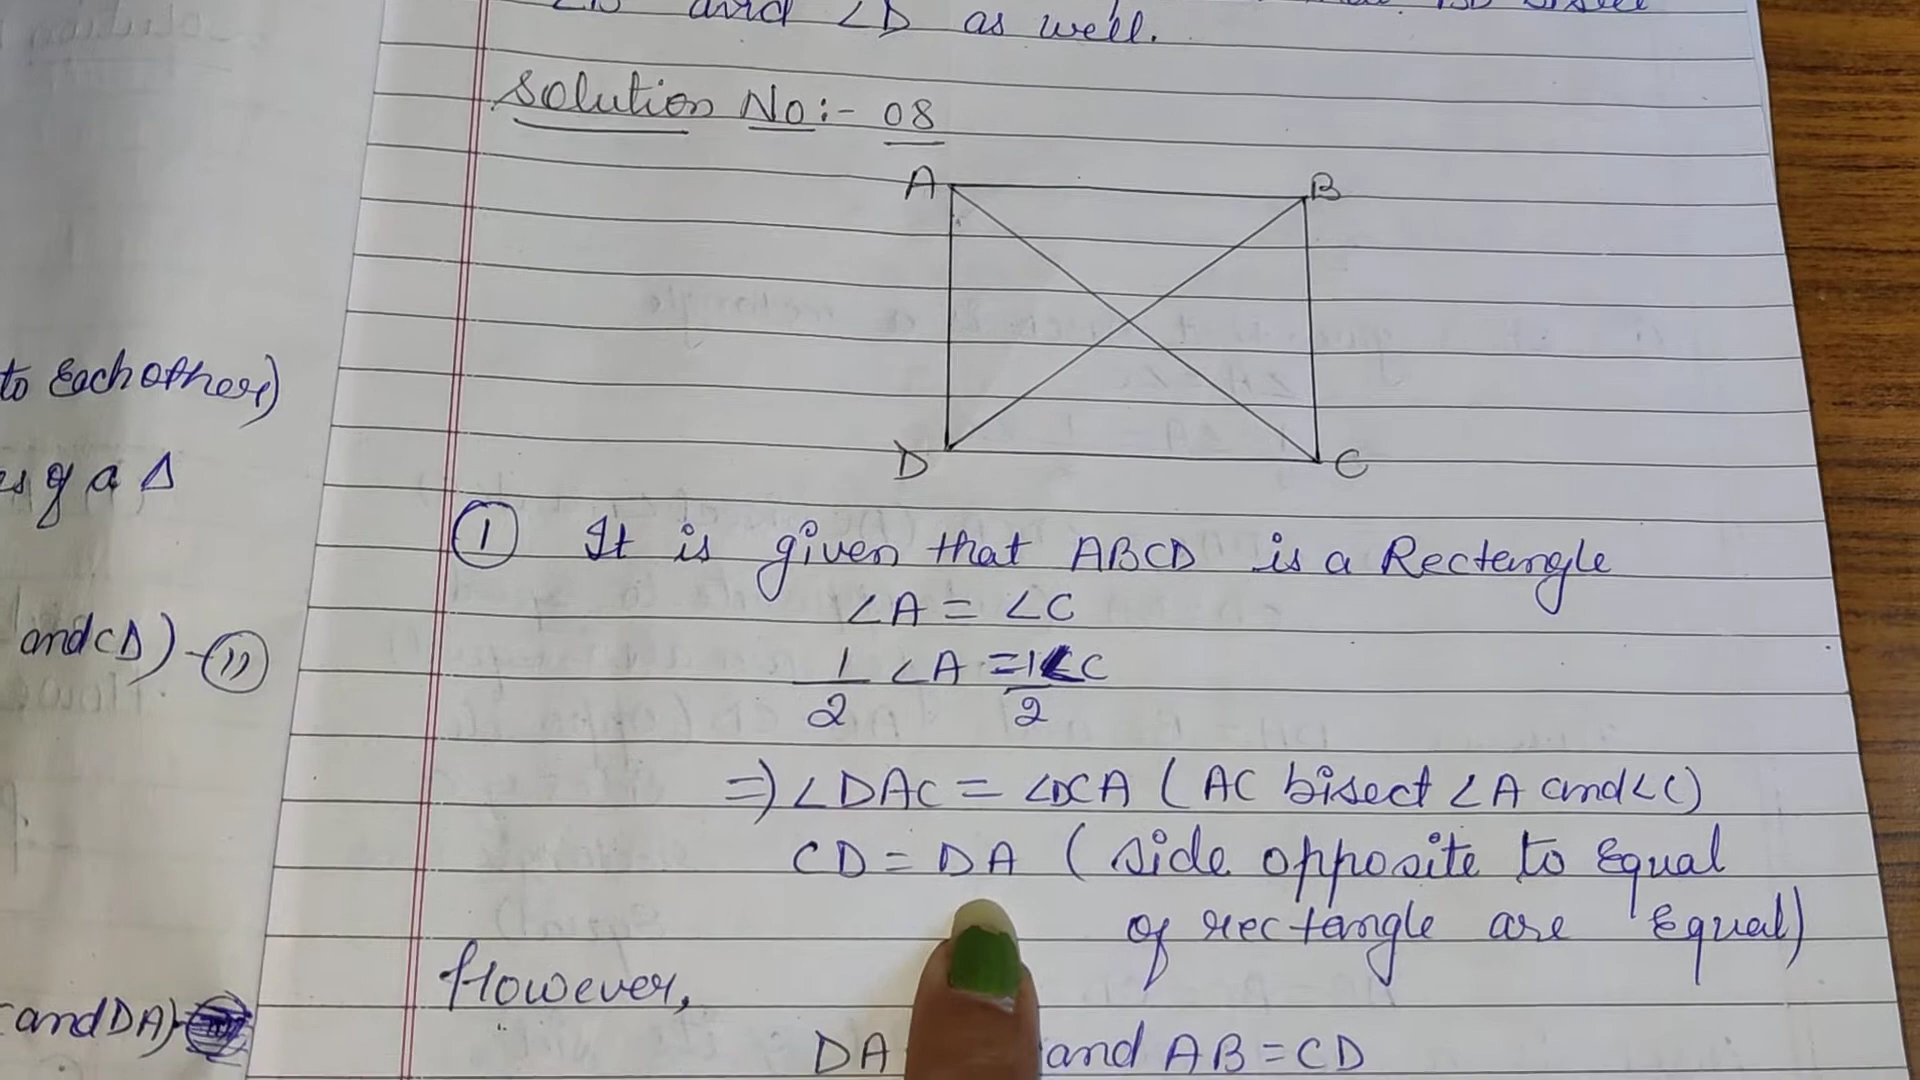 and ∠D as well.
Solution No:- 08
A B
D C
to Each other)
of a Δ
and CD) - (ii)
and DA)
① It is given that ABCD is a Rectangle
∠A = ∠C
1/2 ∠A = 1/2 ∠C
=> ∠DAC = ∠DCA ( AC bisect ∠A and ∠C)
CD = DA ( side opposite to Equal
of rectangle are Equal)
However,
DA and AB = CD